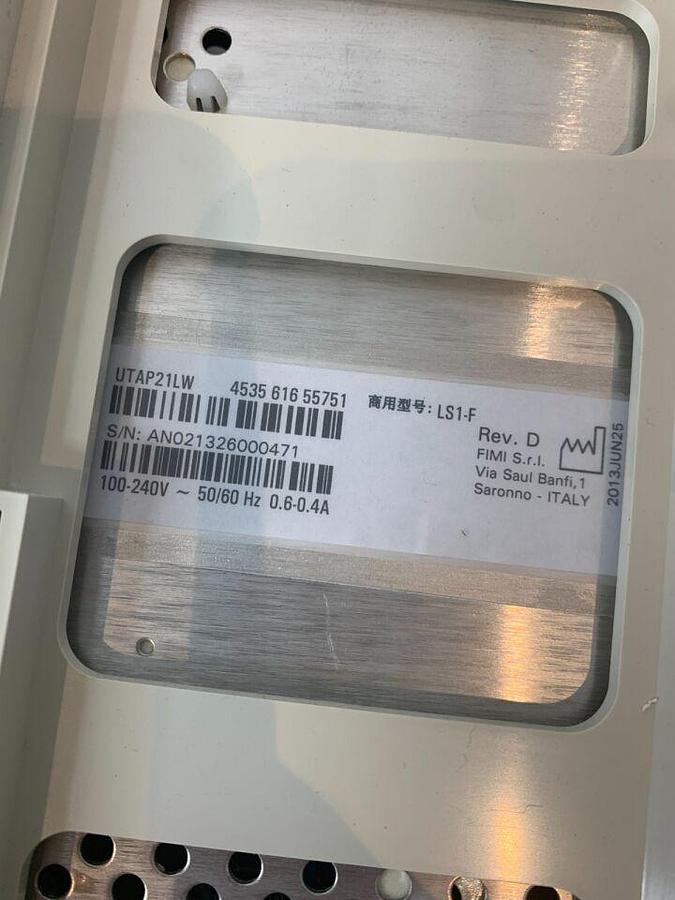 UTAP21LW 4535 616 55751
商用型号: LS1-F
S/N: AN021326000471
100-240V ~ 50/60 Hz 0.6-0.4A
Rev. D
FIMI S.r.l.
Via Saul Banfi,1
Saronno - ITALY
2013JUN25